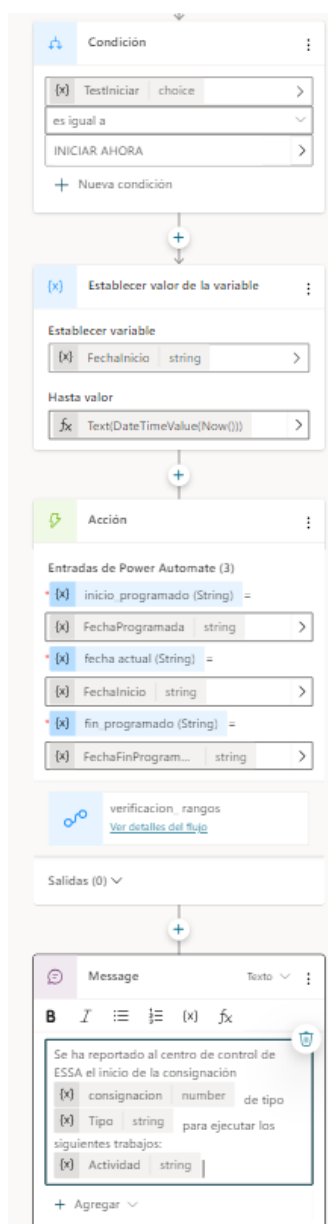 Condición
{x} TestIniciar choice
es igual a
INICIAR AHORA
+ Nueva condición
{x} Establecer valor de la variable
Establecer variable
{x} FechaInicio string
Hasta valor
fx Text(DateTimeValue(Now()))
Acción
Entradas de Power Automate (3)
* {x} inicio_programado (String) =
{x} FechaProgramada string
* {x} fecha actual (String) =
{x} FechaInicio string
* {x} fin_programado (String) =
{x} FechaFinProgram... string
verificacion_rangos
Ver detalles del flujo
Salidas (0)
Message Texto
B I {x} fx
Se ha reportado al centro de control de
ESSA el inicio de la consignación
{x} consignacion number de tipo
{x} Tipo string para ejecutar los
siguientes trabajos:
{x} Actividad string
+ Agregar